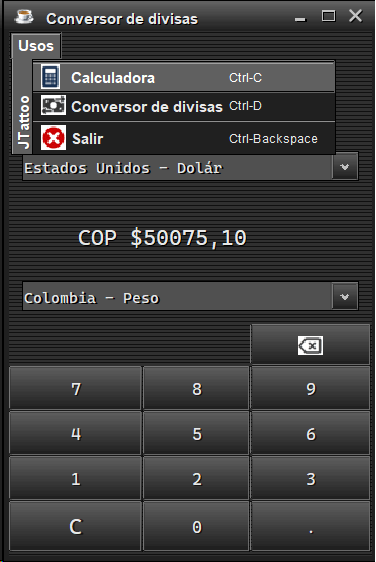 Conversor de divisas
Usos
JTattoo
Calculadora Ctrl-C
Conversor de divisas Ctrl-D
Salir Ctrl-Backspace
Estados Unidos - Dolár
COP $50075,10
Colombia - Peso
7 8 9
4 5 6
1 2 3
C 0 .